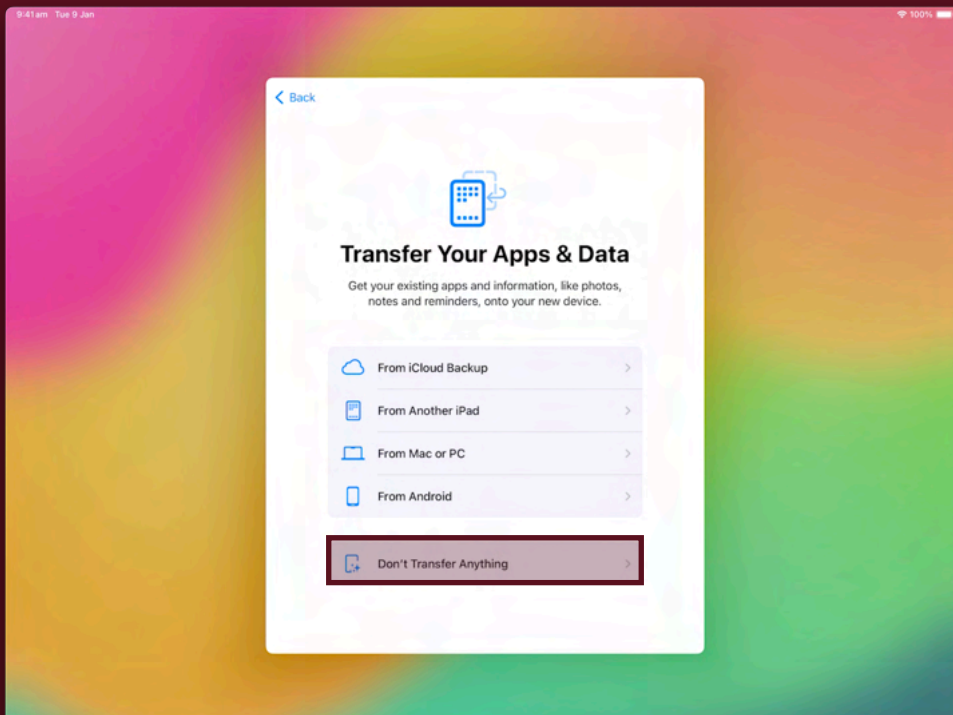 9:41 am Tue 9 Jan
100%
Back
Transfer Your Apps & Data
Get your existing apps and information, like photos,
notes and reminders, onto your new device.
From iCloud Backup
From Another iPad
From Mac or PC
From Android
Don't Transfer Anything